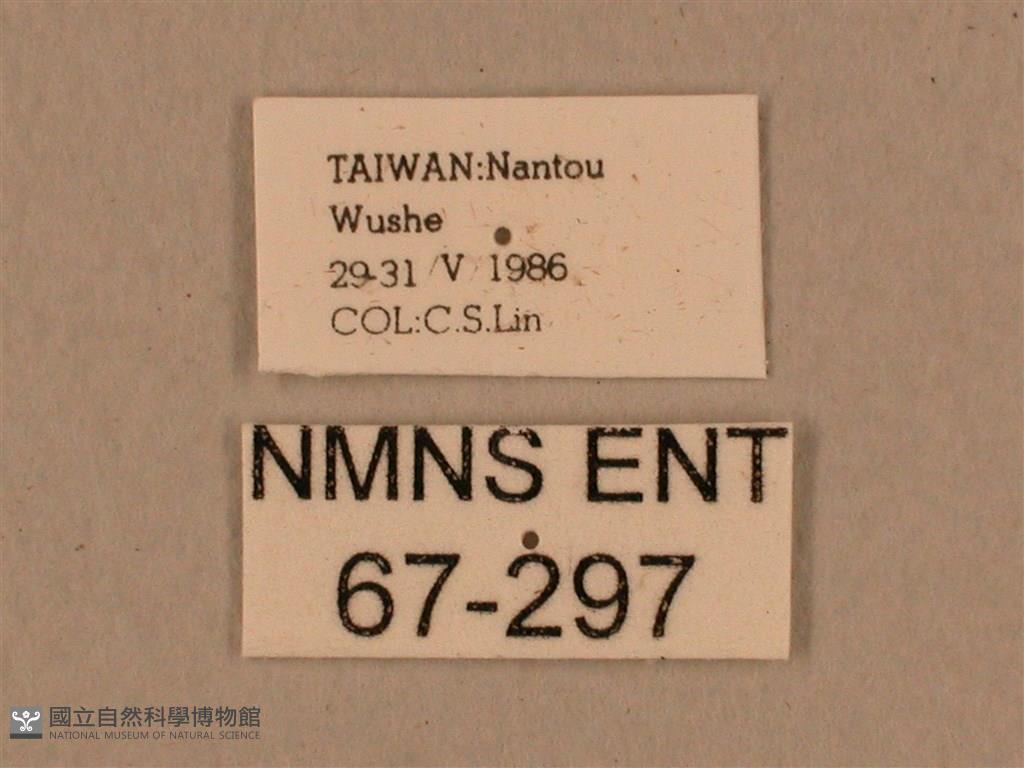 TAIWAN:Nantou
Wushe
29-31 V 1986
COL:C.S.Lin
NMNS ENT
67-297
國立自然科學博物館
NATIONAL MUSEUM OF NATURAL SCIENCE